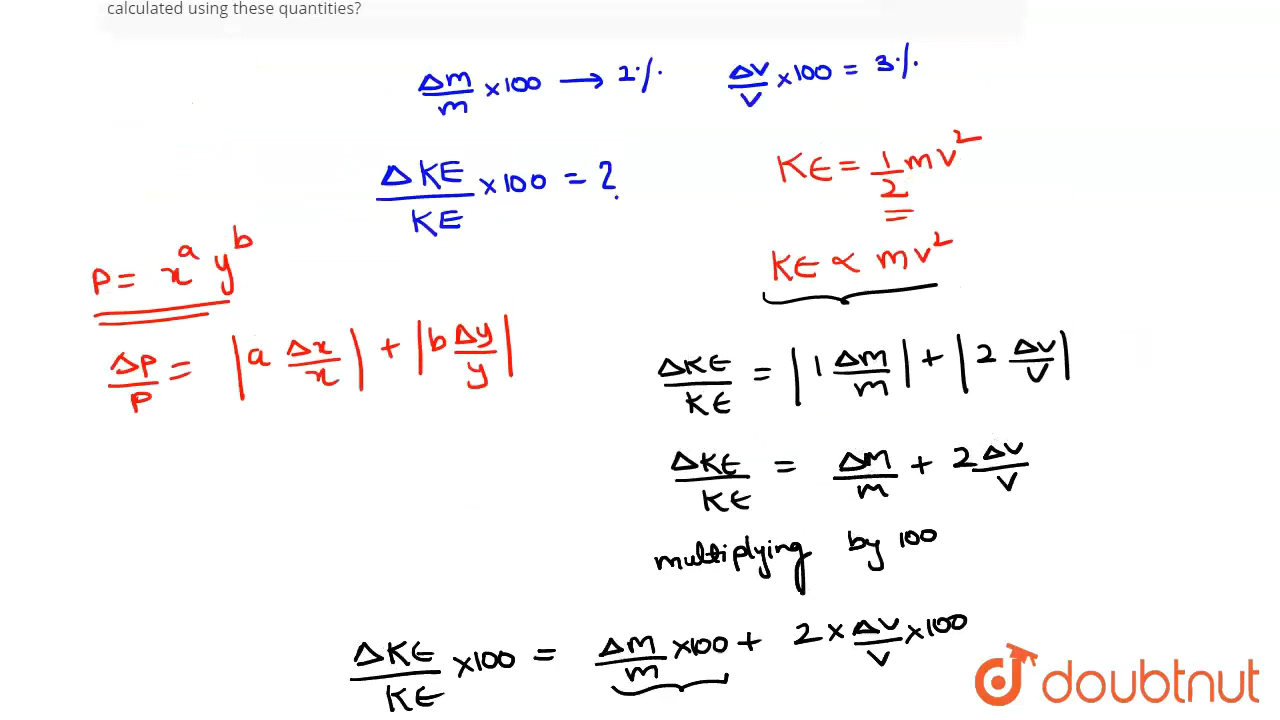 calculated using these quantities?
Δm/m ×100 → 2% Δv/v ×100 = 3%
ΔKE/KE ×100 = ?
KE = 1/2 mv²
P = x^a y^b
KE ∝ mv²
ΔP/P = |a Δx/x| + |b Δy/y|
ΔKE/KE = |1 Δm/m| + |2 Δv/v|
ΔKE/KE = Δm/m + 2 Δv/v
multiplying by 100
ΔKE/KE ×100 = Δm/m ×100 + 2 × Δv/v ×100
doubtnut